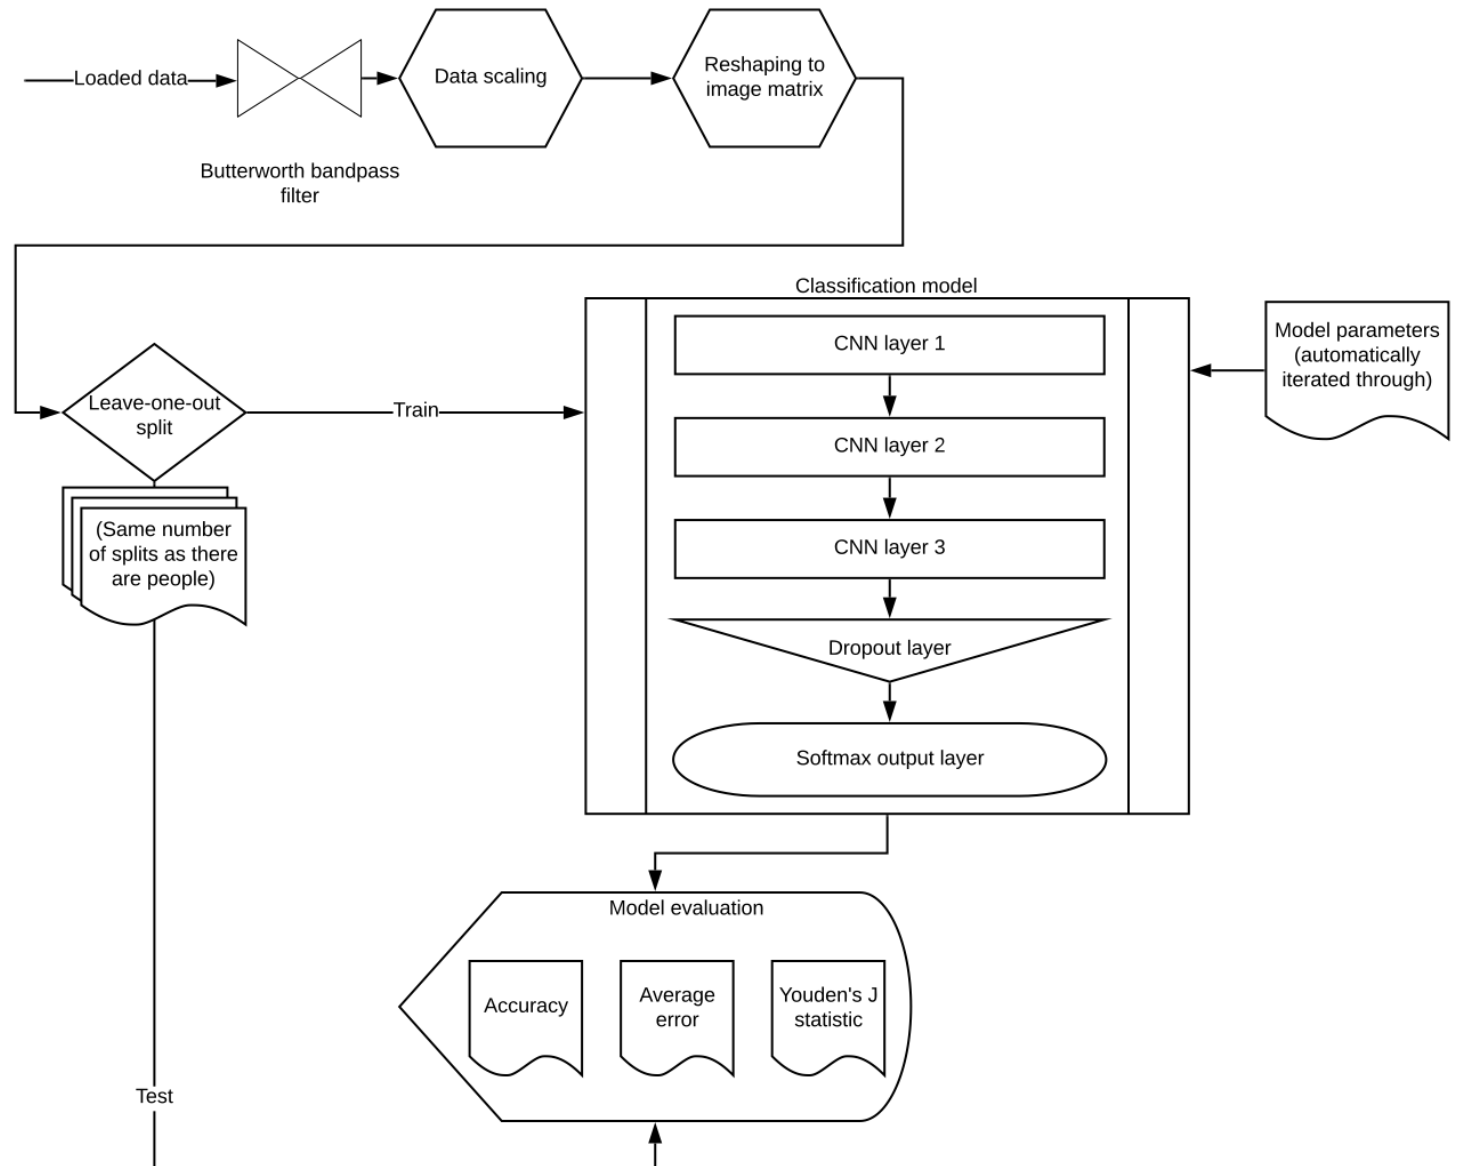 Loaded data
Butterworth bandpass
filter
Data scaling
Reshaping to
image matrix
Leave-one-out
split
(Same number
of splits as there
are people)
Train
Test
Classification model
CNN layer 1
CNN layer 2
CNN layer 3
Dropout layer
Softmax output layer
Model parameters
(automatically
iterated through)
Model evaluation
Accuracy
Average
error
Youden's J
statistic